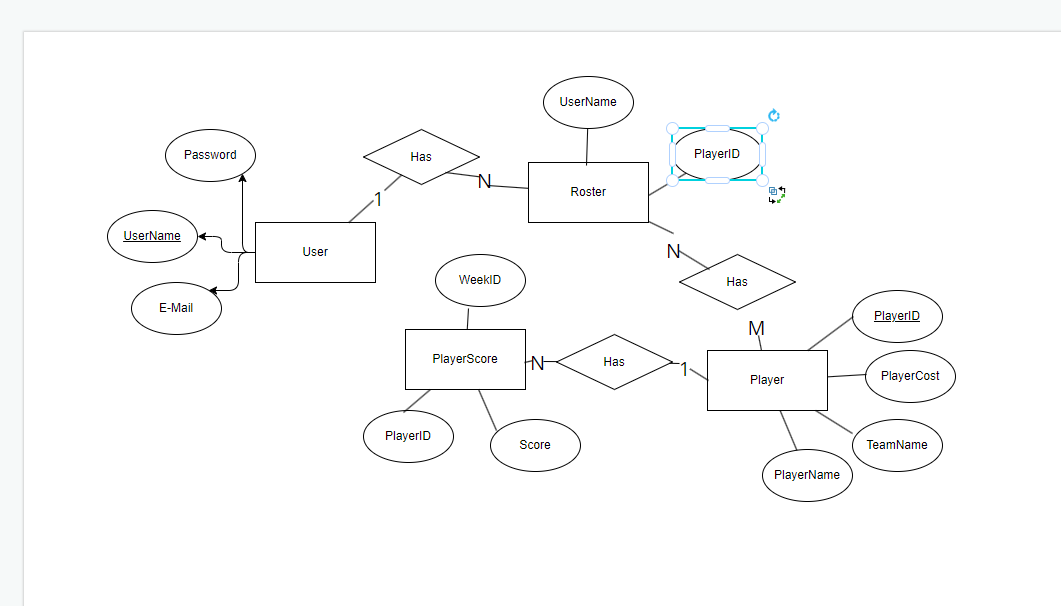 UserName
PlayerID
Password
Has
1
N
Roster
UserName
User
E-Mail
N
Has
WeekID
PlayerID
M
PlayerScore
N
Has
1
Player
PlayerCost
PlayerID
Score
TeamName
PlayerName